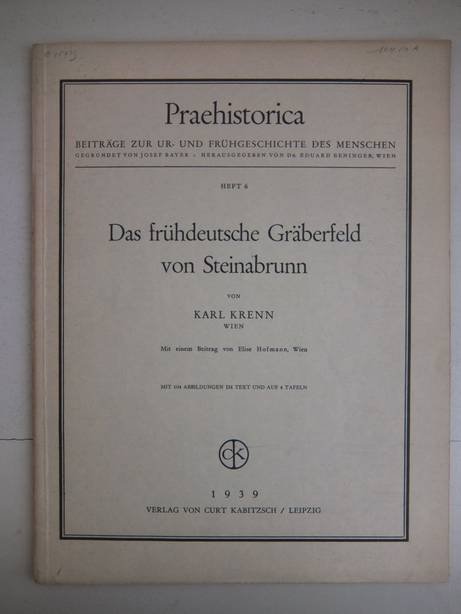 Praehistorica
BEITRÄGE ZUR UR- UND FRÜHGESCHICHTE DES MENSCHEN
GEGRÜNDET VON JOSEF BAYER • HERAUSGEGEBEN VON DR. EDUARD BENINGER, WIEN
HEFT 6
Das frühdeutsche Gräberfeld
von Steinabrunn
VON
KARL KRENN
WIEN
Mit einem Beitrag von Elise Hofmann, Wien
MIT 104 ABBILDUNGEN IM TEXT UND AUF 4 TAFELN
CK
1939
VERLAG VON CURT KABITZSCH / LEIPZIG